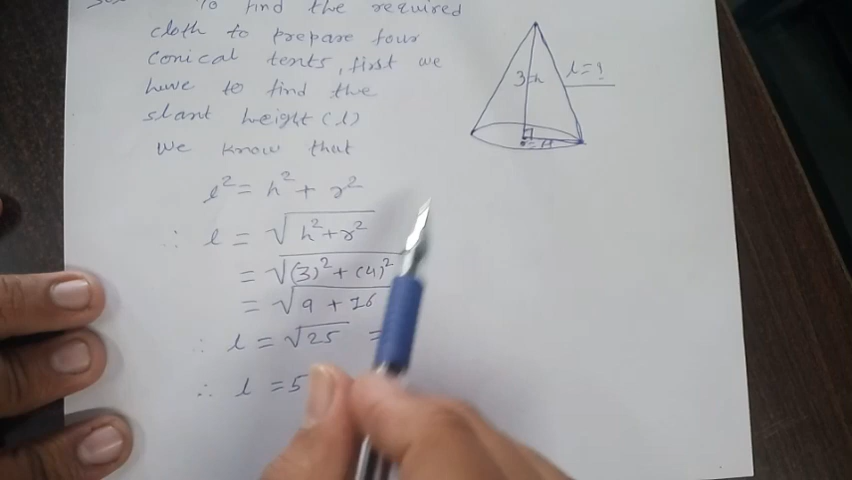 To find the required
cloth to prepare four
conical tents, first we
have to find the
slant height (l)
We know that
l² = h² + r²
∴ l = √h²+r²
= √(3)² + (4)²
= √9 + 16
∴ l = √25 =
∴ l = 5
3=h
l = ?